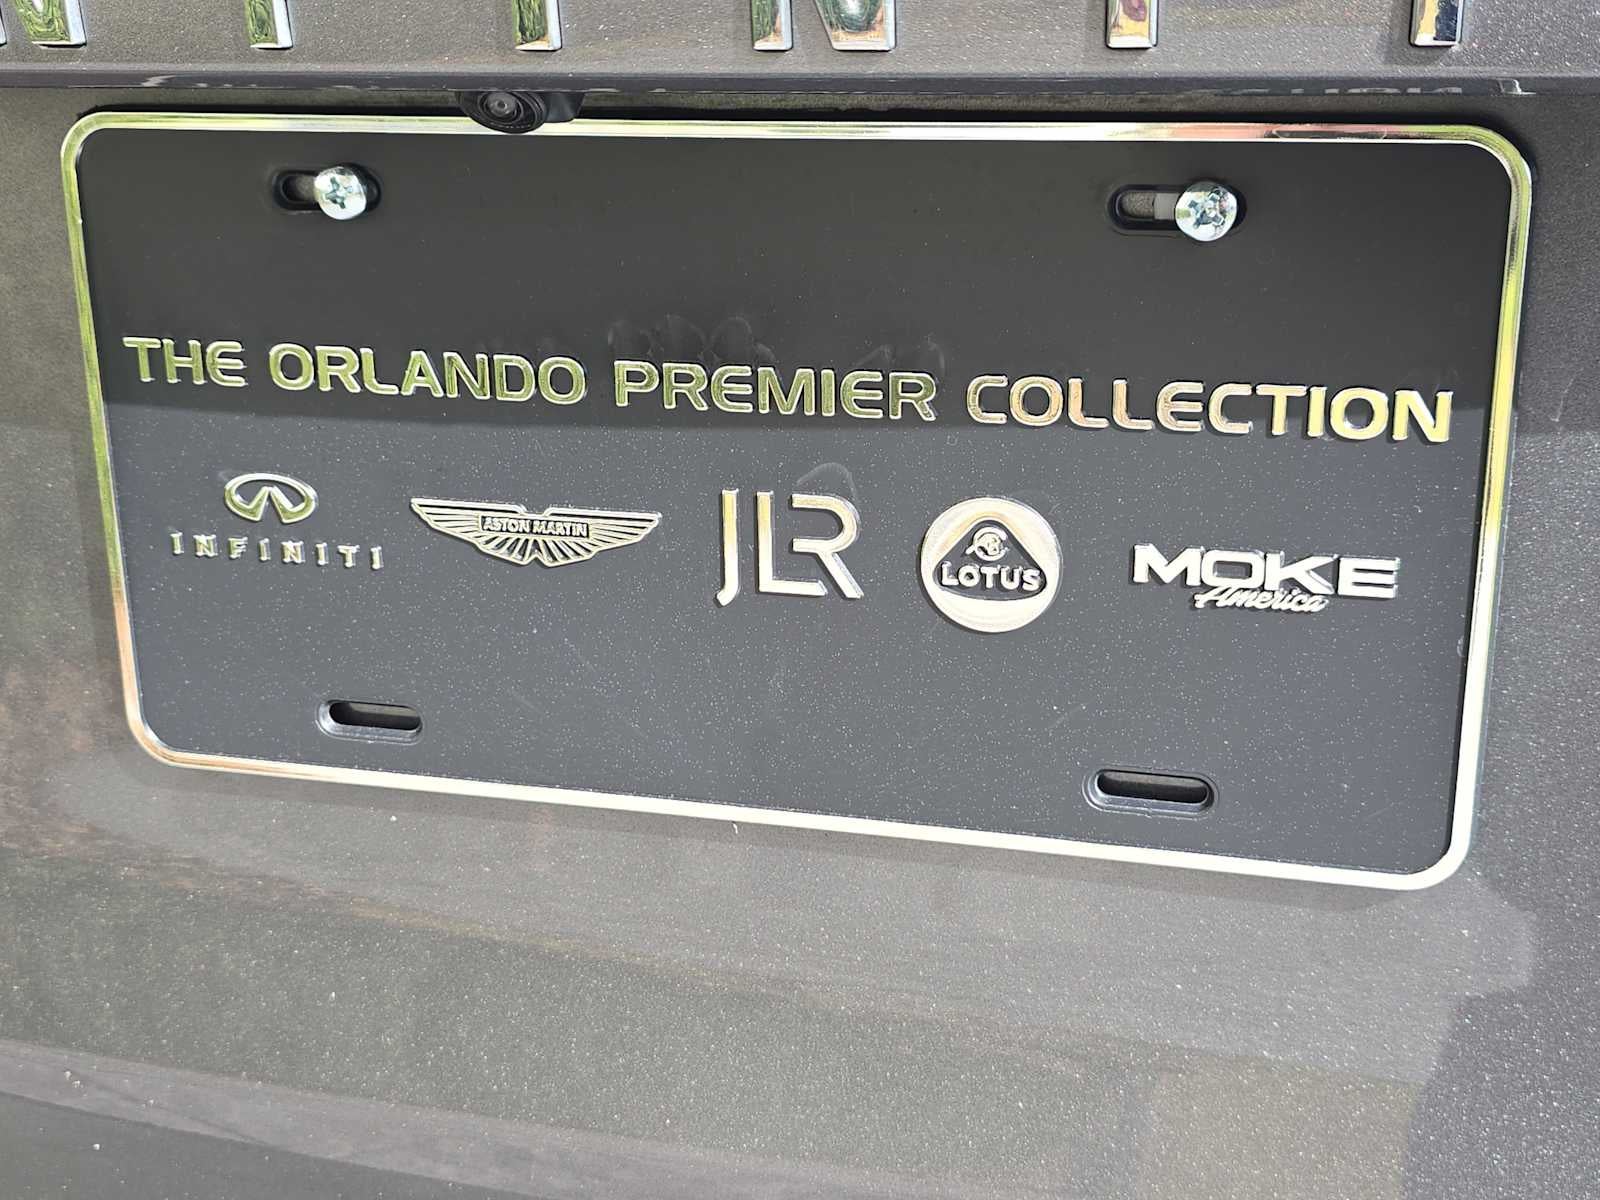 THE ORLANDO PREMIER COLLECTION
INFINITI
ASTON MARTIN
JLR
LOTUS
MOKE
America